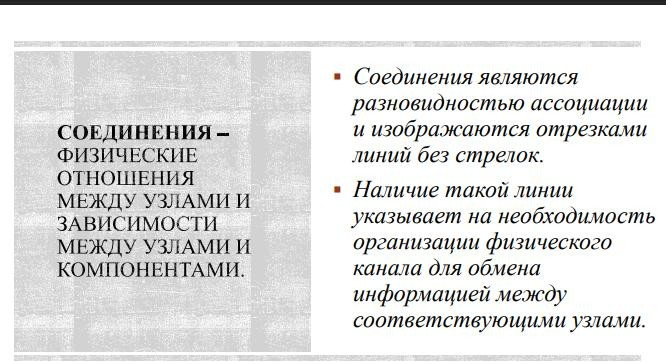 СОЕДИНЕНИЯ –
ФИЗИЧЕСКИЕ
ОТНОШЕНИЯ
МЕЖДУ УЗЛАМИ И
ЗАВИСИМОСТИ
МЕЖДУ УЗЛАМИ И
КОМПОНЕНТАМИ.
▪ Соединения являются
разновидностью ассоциации
и изображаются отрезками
линий без стрелок.
▪ Наличие такой линии
указывает на необходимость
организации физического
канала для обмена
информацией между
соответствующими узлами.